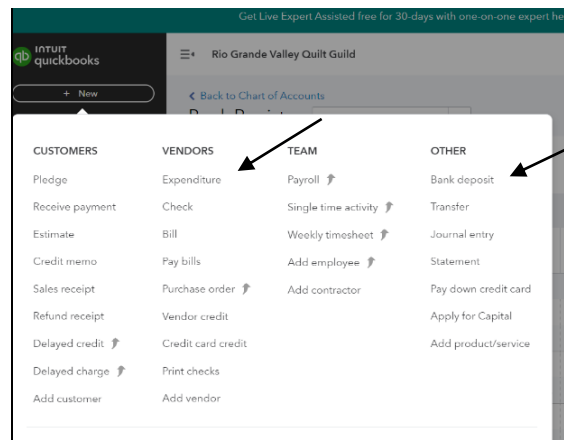 Get Live Expert Assisted free for 30-days with one-on-one expert he
INTUIT
quickbooks
Rio Grande Valley Quilt Guild
+ New
Back to Chart of Accounts
CUSTOMERS VENDORS TEAM OTHER
Pledge Expenditure Payroll Bank deposit
Receive payment Check Single time activity Transfer
Estimate Bill Weekly timesheet Journal entry
Credit memo Pay bills Add employee Statement
Sales receipt Purchase order Add contractor Pay down credit card
Refund receipt Vendor credit Apply for Capital
Delayed credit Credit card credit Add product/service
Delayed charge Print checks
Add customer Add vendor